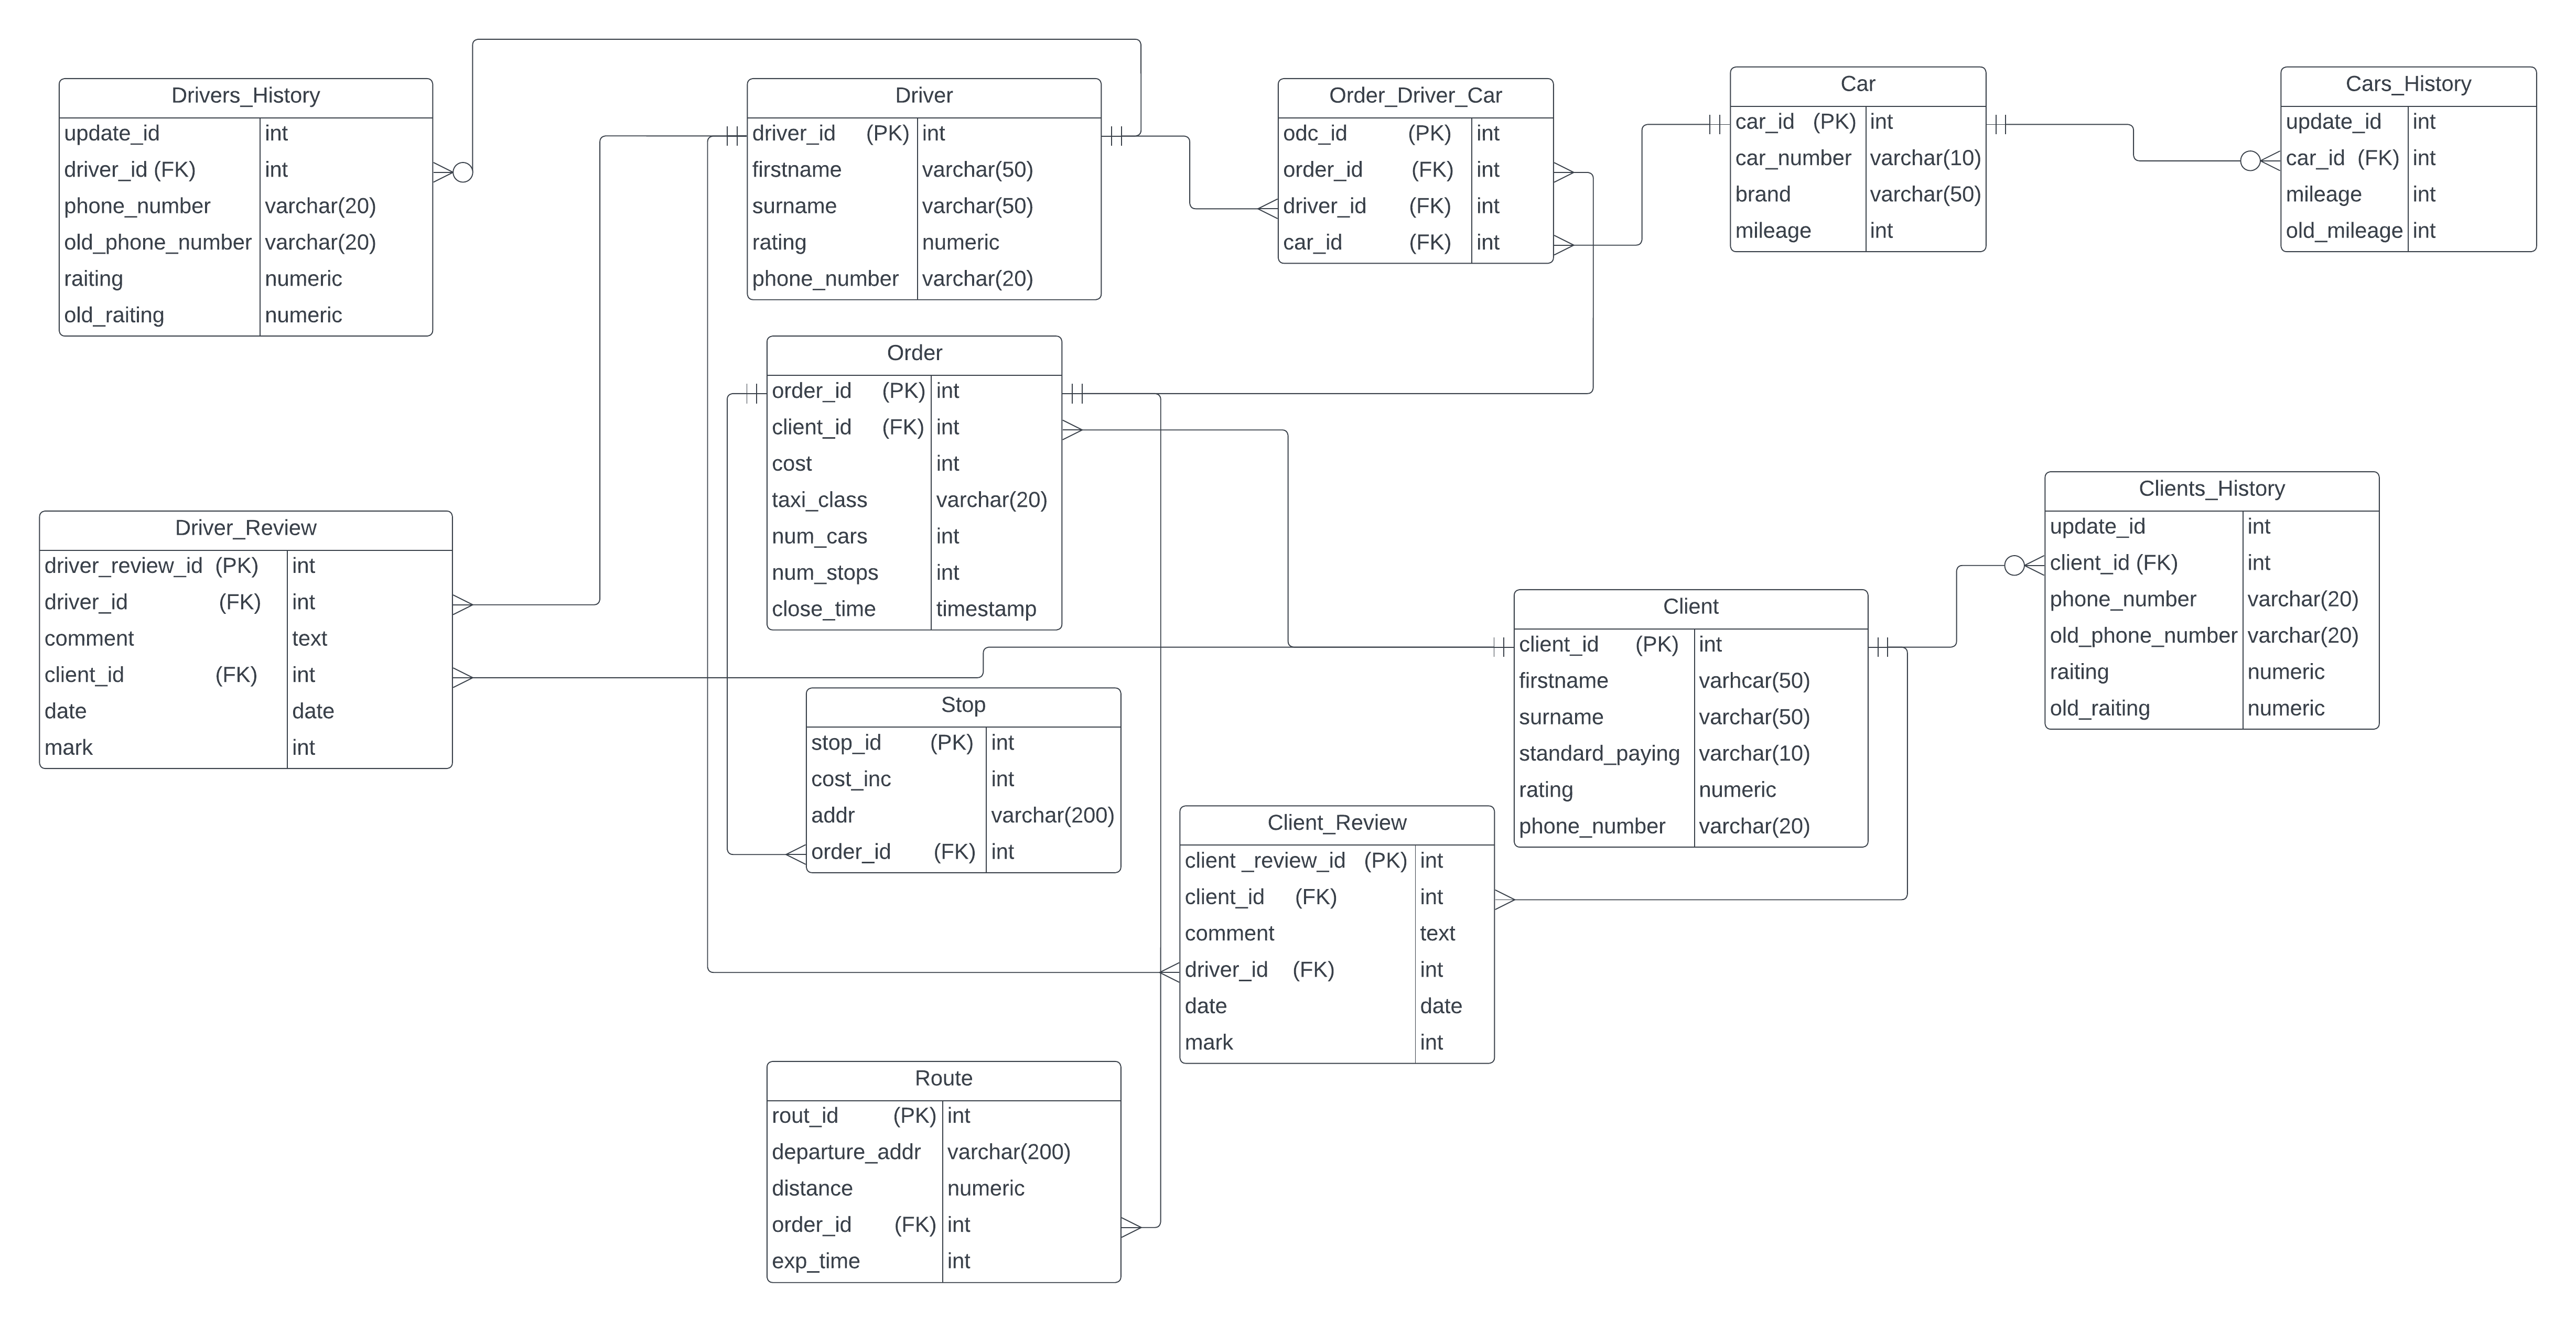 Drivers_History
update_id int
driver_id (FK) int
phone_number varchar(20)
old_phone_number varchar(20)
raiting numeric
old_raiting numeric
Driver
driver_id (PK) int
firstname varchar(50)
surname varchar(50)
rating numeric
phone_number varchar(20)
Order_Driver_Car
odc_id (PK) int
order_id (FK) int
driver_id (FK) int
car_id (FK) int
Car
car_id (PK) int
car_number varchar(10)
brand varchar(50)
mileage int
Cars_History
update_id int
car_id (FK) int
mileage int
old_mileage int
Order
order_id (PK) int
client_id (FK) int
cost int
taxi_class varchar(20)
num_cars int
num_stops int
close_time timestamp
Driver_Review
driver_review_id (PK) int
driver_id (FK) int
comment text
client_id (FK) int
date date
mark int
Clients_History
update_id int
client_id (FK) int
phone_number varchar(20)
old_phone_number varchar(20)
raiting numeric
old_raiting numeric
Client
client_id (PK) int
firstname varhcar(50)
surname varchar(50)
standard_paying varchar(10)
rating numeric
phone_number varchar(20)
Stop
stop_id (PK) int
cost_inc int
addr varchar(200)
order_id (FK) int
Client_Review
client _review_id (PK) int
client_id (FK) int
comment text
driver_id (FK) int
date date
mark int
Route
rout_id (PK) int
departure_addr varchar(200)
distance numeric
order_id (FK) int
exp_time int